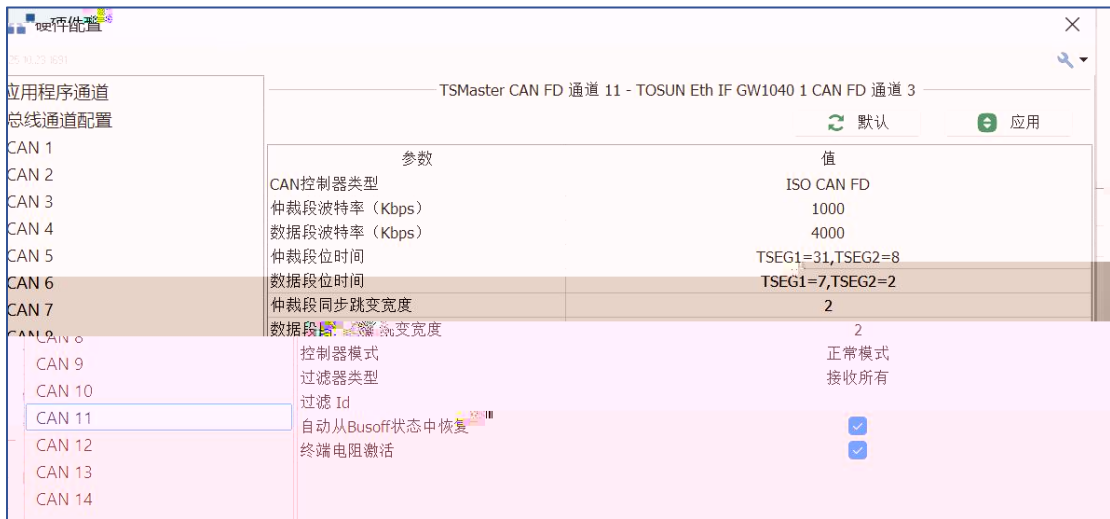 硬件配置
应用程序通道
总线通道配置
CAN 1
CAN 2
CAN 3
CAN 4
CAN 5
CAN 6
CAN 7
CAN 8
CAN 9
CAN 10
CAN 11
CAN 12
CAN 13
CAN 14
TSMaster CAN FD 通道 11 - TOSUN Eth IF GW1040 1 CAN FD 通道 3
默认 应用
参数 值
CAN控制器类型 ISO CAN FD
仲裁段波特率（Kbps） 1000
数据段波特率（Kbps） 4000
仲裁段位时间 TSEG1=31,TSEG2=8
数据段位时间 TSEG1=7,TSEG2=2
仲裁段同步跳变宽度 2
数据段 跳变宽度 2
控制器模式 正常模式
过滤器类型 接收所有
过滤 Id
自动从Busoff状态中恢复
终端电阻激活